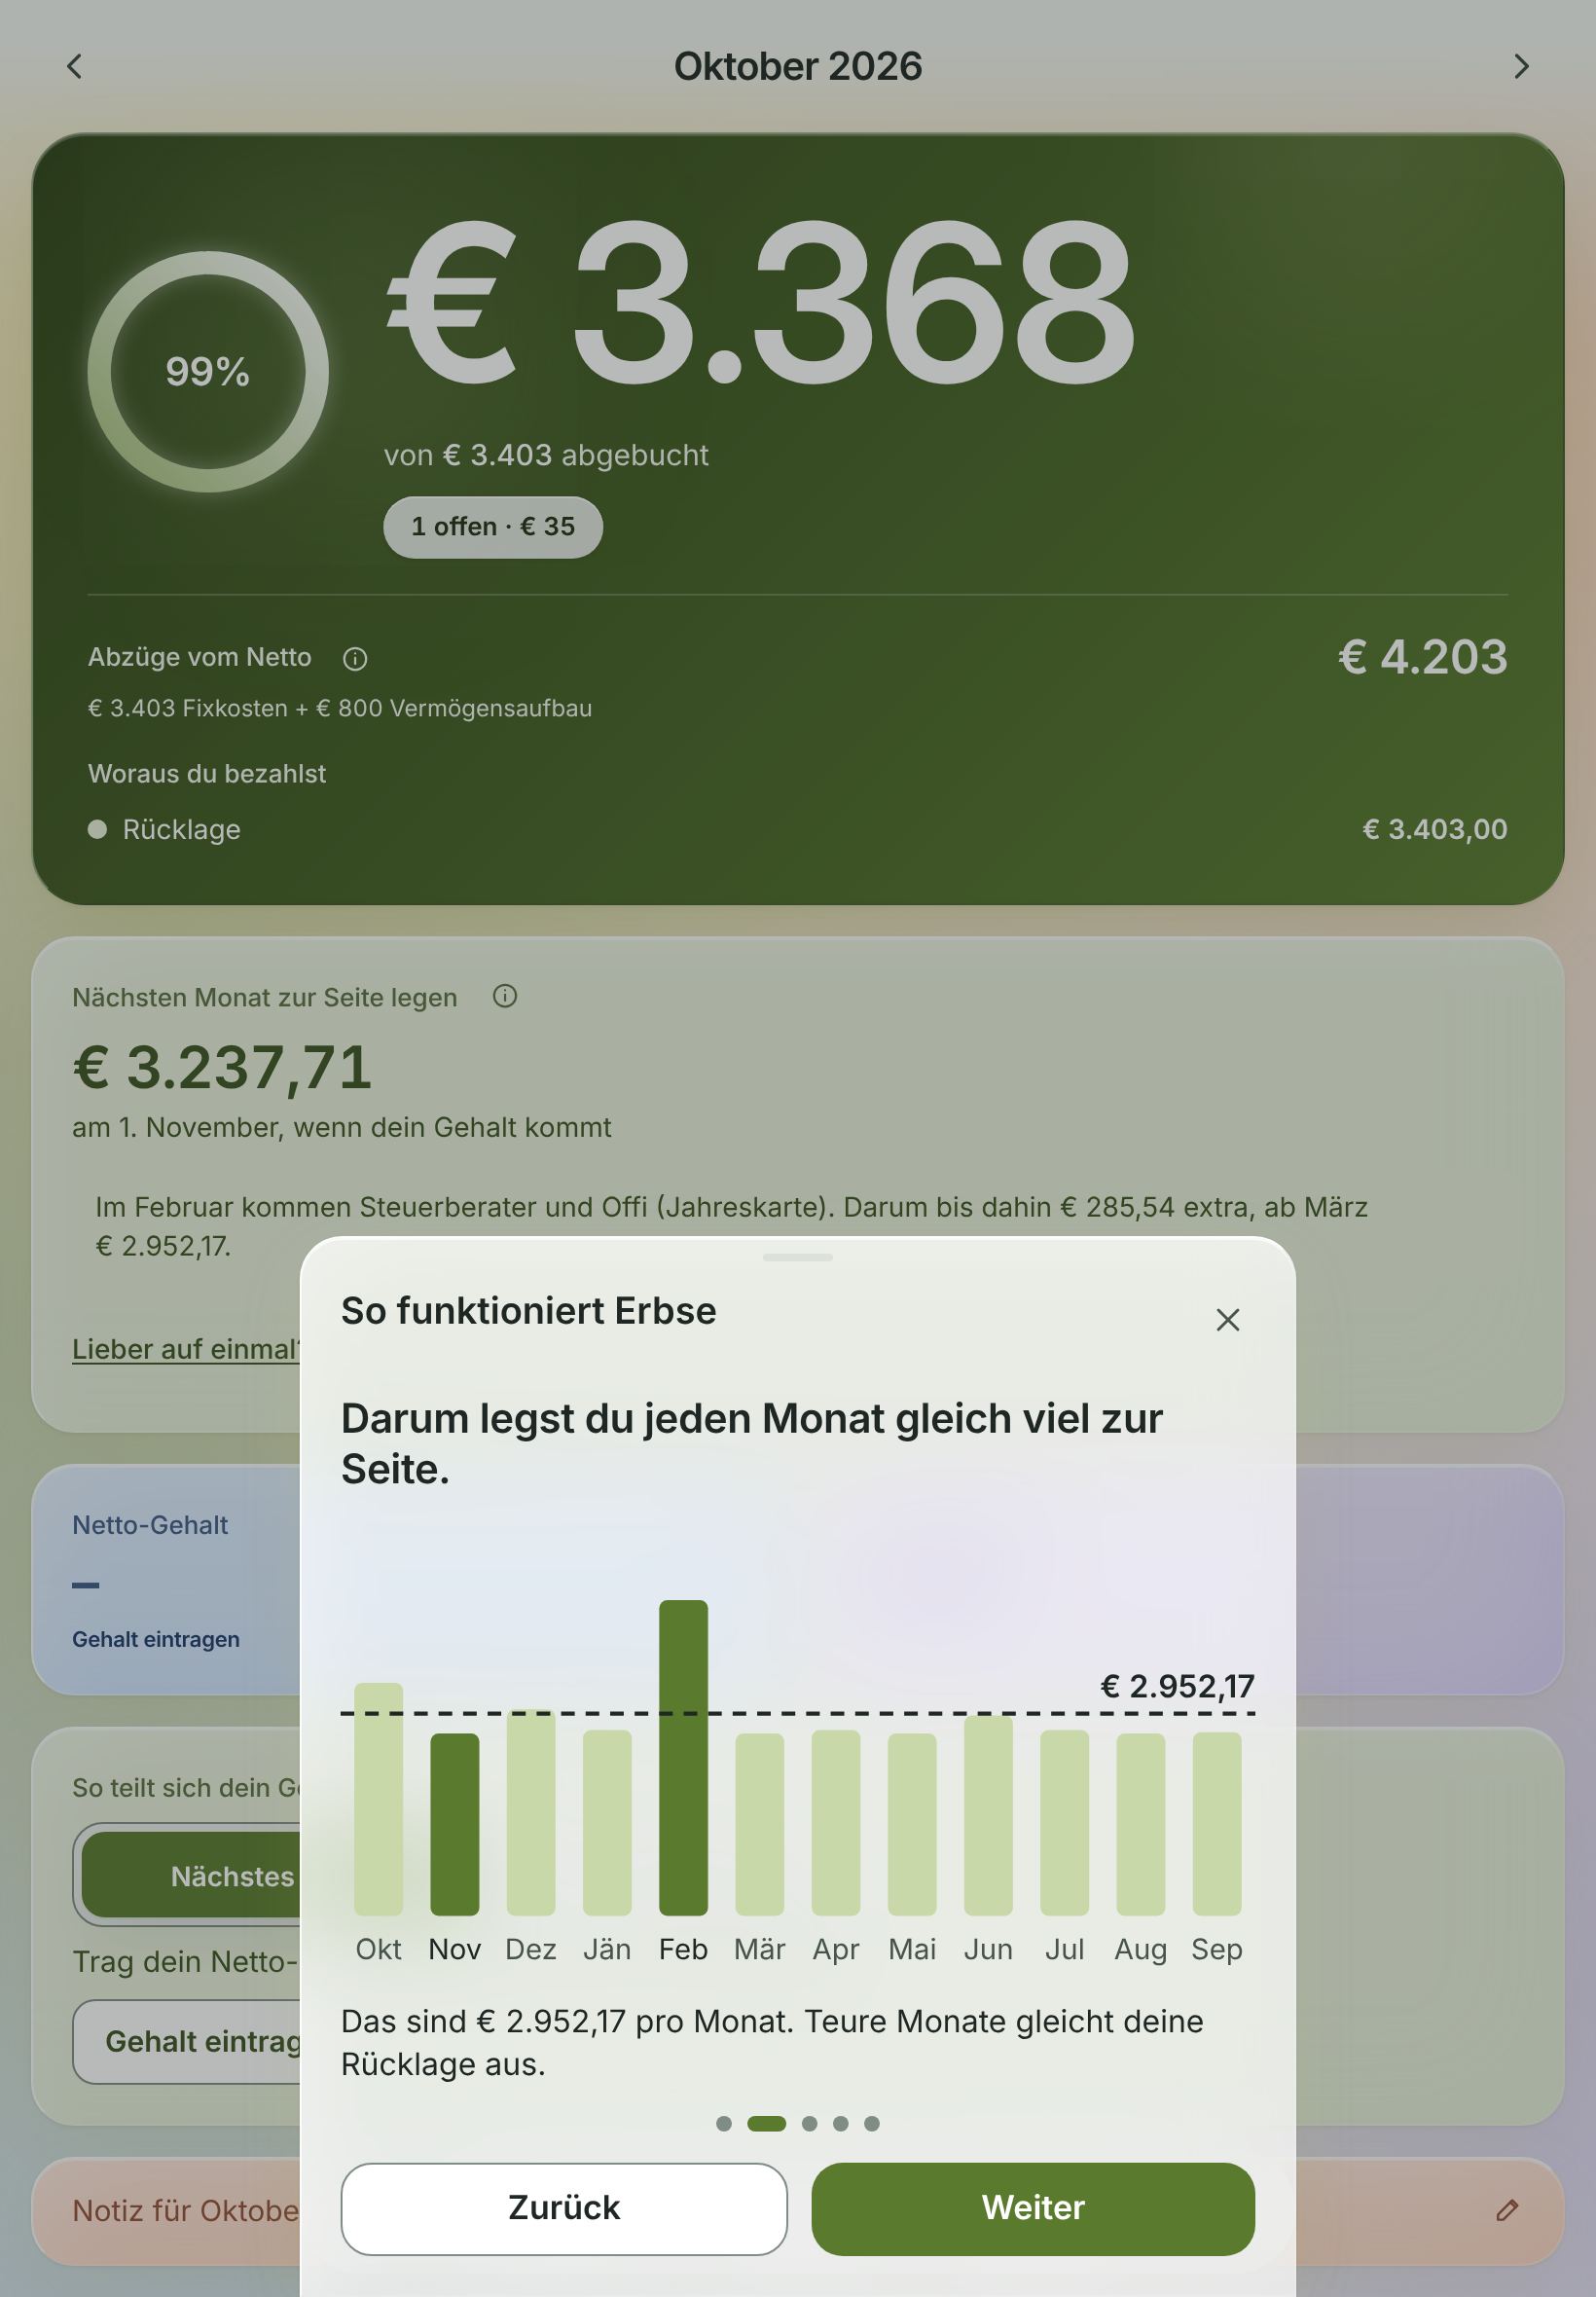 Oktober 2026
99%
€ 3.368
von € 3.403 abgebucht
1 offen · € 35
Abzüge vom Netto
€ 4.203
€ 3.403 Fixkosten + € 800 Vermögensaufbau
Woraus du bezahlst
Rücklage
€ 3.403,00
Nächsten Monat zur Seite legen
€ 3.237,71
am 1. November, wenn dein Gehalt kommt
Im Februar kommen Steuerberater und Offi (Jahreskarte). Darum bis dahin € 285,54 extra, ab März
€ 2.952,17.
Lieber auf einmal?
Netto-Gehalt
–
Gehalt eintragen
So teilt sich dein
Nächstes
Trag dein Netto-
Gehalt
Notiz für
So funktioniert Erbse
Darum legst du jeden Monat gleich viel zur
Seite.
€ 2.952,17
Okt Nov Dez Jän Feb Mär Apr Mai Jun Jul Aug Sep
Das sind € 2.952,17 pro Monat. Teure Monate gleicht deine
Rücklage aus.
Zurück
Weiter